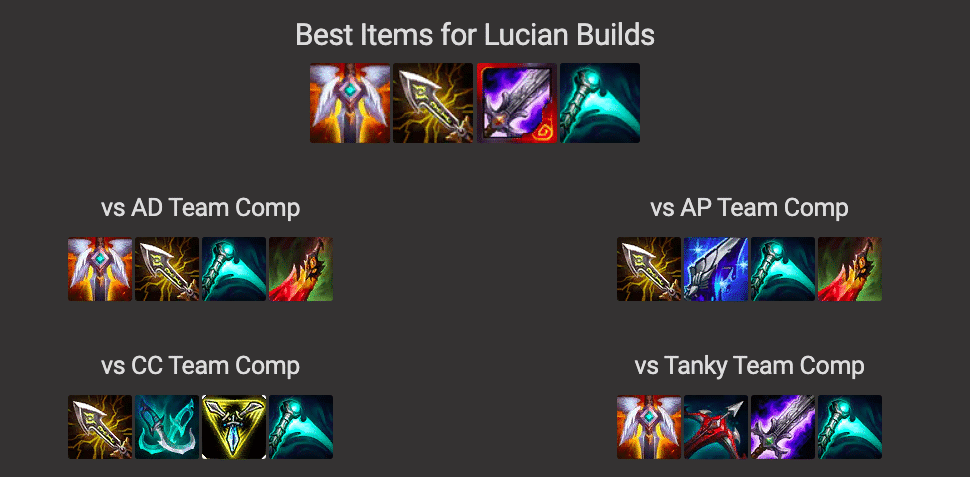 Best Items for Lucian Builds
vs AD Team Comp
vs AP Team Comp
vs CC Team Comp
vs Tanky Team Comp